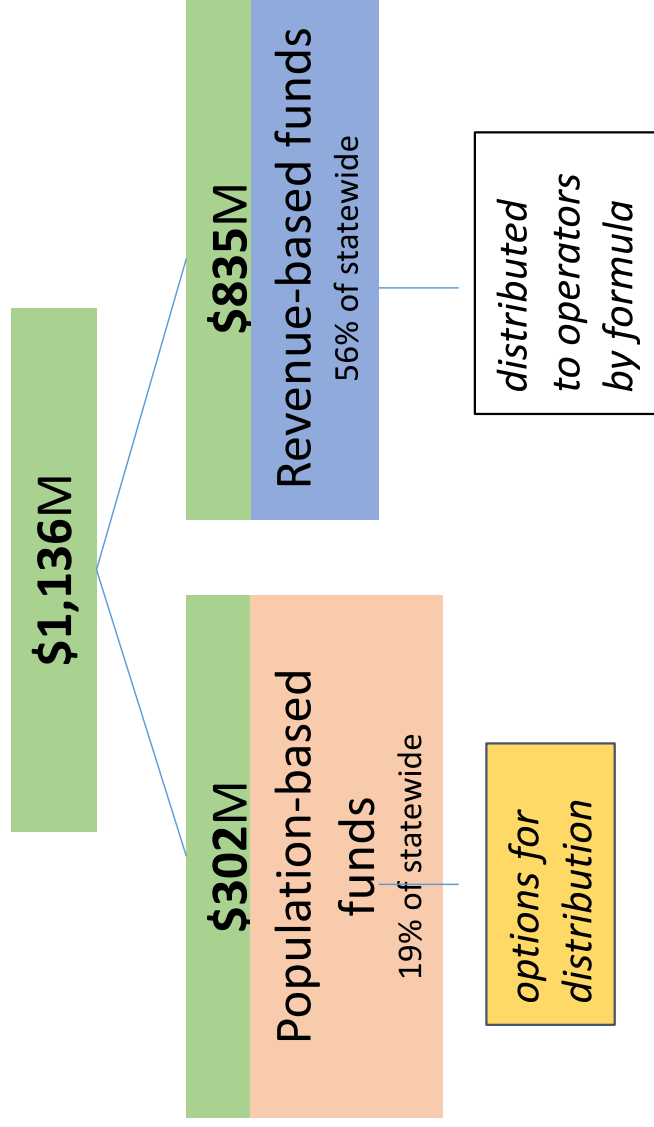 $1,136M
$302M
Population-based
funds
19% of statewide
options for
distribution
$835M
Revenue-based funds
56% of statewide
distributed
to operators
by formula